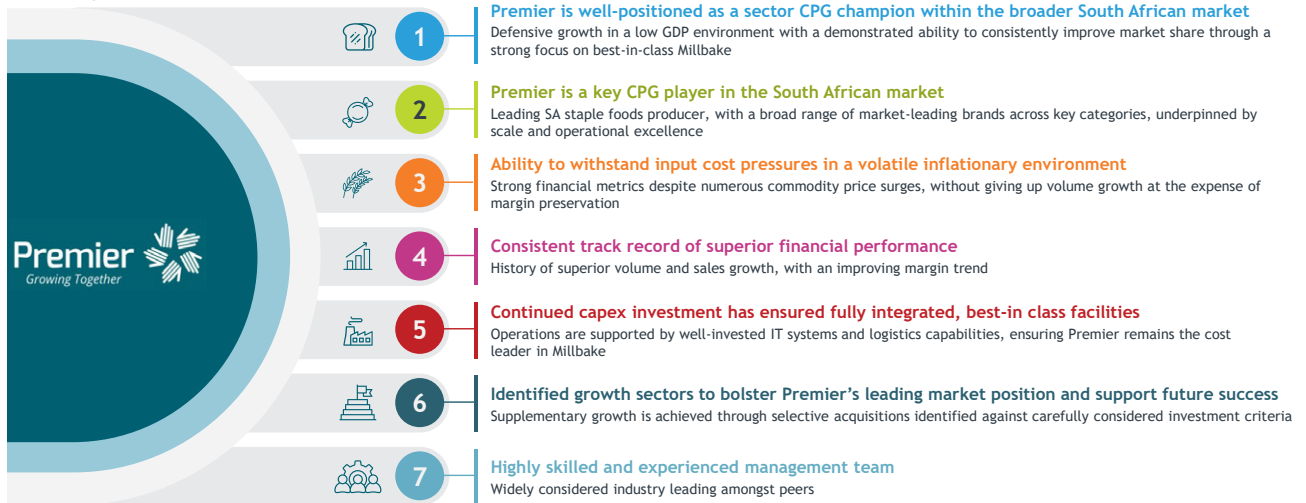 Premier
Growing Together
1
Premier is well-positioned as a sector CPG champion within the broader South African market
Defensive growth in a low GDP environment with a demonstrated ability to consistently improve market share through a
strong focus on best-in-class Millbake
2
Premier is a key CPG player in the South African market
Leading SA staple foods producer, with a broad range of market-leading brands across key categories, underpinned by
scale and operational excellence
3
Ability to withstand input cost pressures in a volatile inflationary environment
Strong financial metrics despite numerous commodity price surges, without giving up volume growth at the expense of
margin preservation
4
Consistent track record of superior financial performance
History of superior volume and sales growth, with an improving margin trend
5
Continued capex investment has ensured fully integrated, best-in class facilities
Operations are supported by well-invested IT systems and logistics capabilities, ensuring Premier remains the cost
leader in Millbake
6
Identified growth sectors to bolster Premier's leading market position and support future success
Supplementary growth is achieved through selective acquisitions identified against carefully considered investment criteria
7
Highly skilled and experienced management team
Widely considered industry leading amongst peers